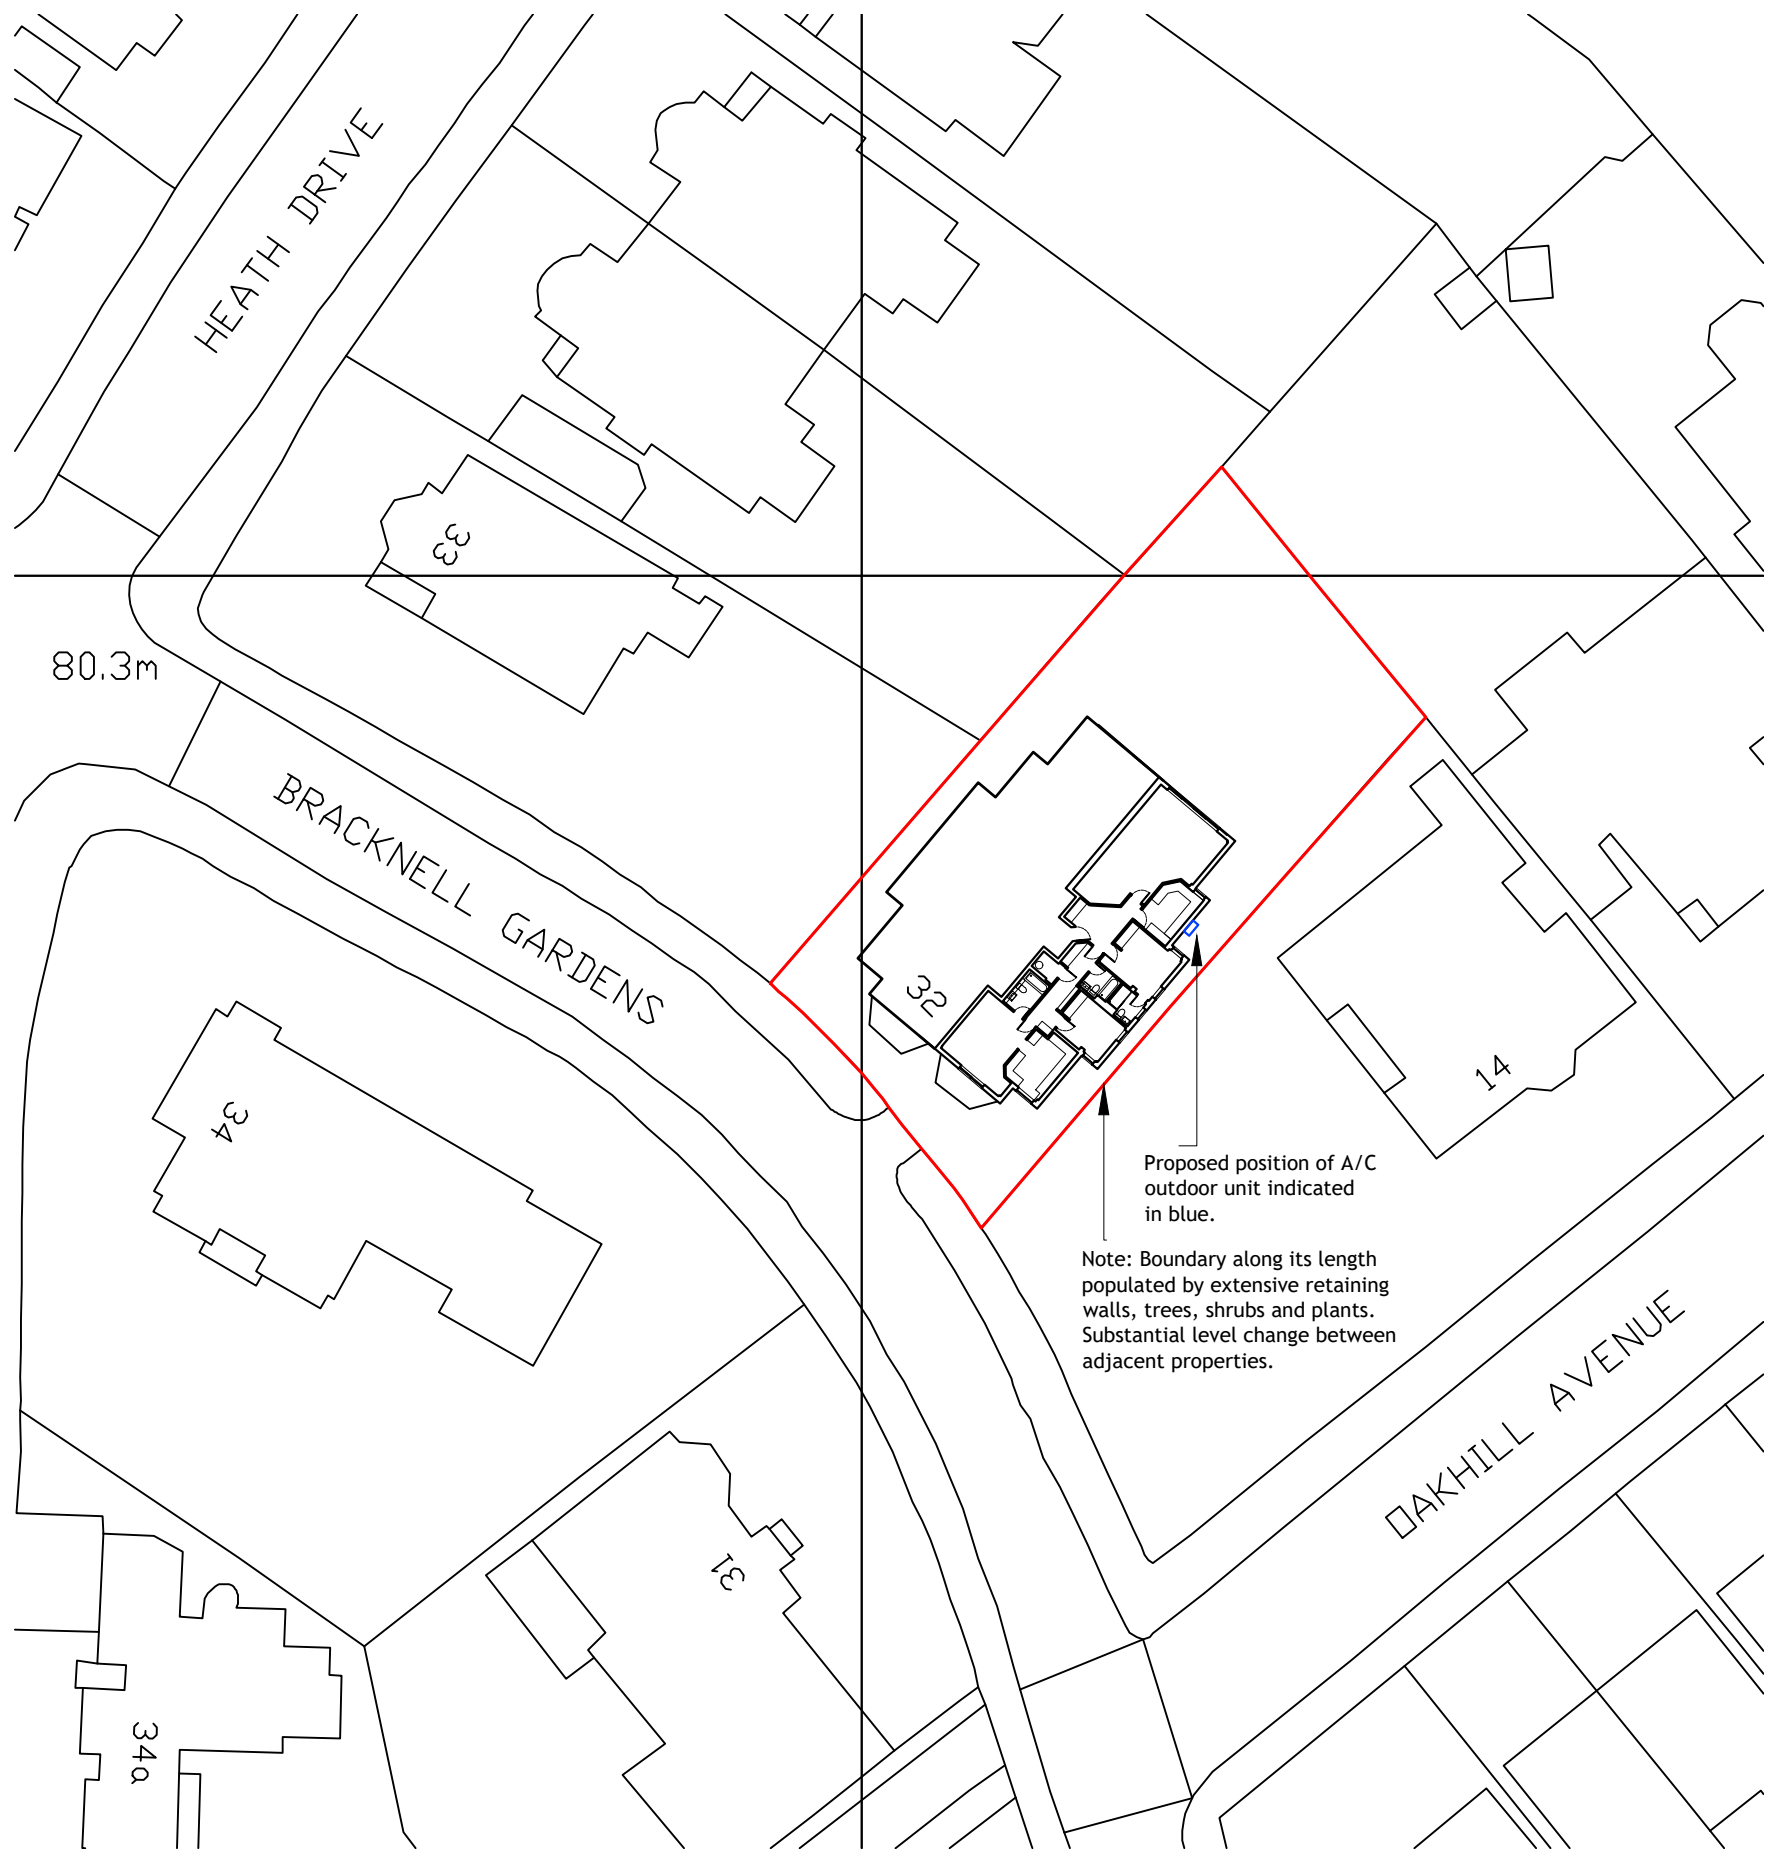 HEATH DRIVE
33
80.3m
BRACKNELL GARDENS
32
14
34
Proposed position of A/C
outdoor unit indicated
in blue.
Note: Boundary along its length
populated by extensive retaining
walls, trees, shrubs and plants.
Substantial level change between
adjacent properties.
OAKHILL AVENUE
31
34a